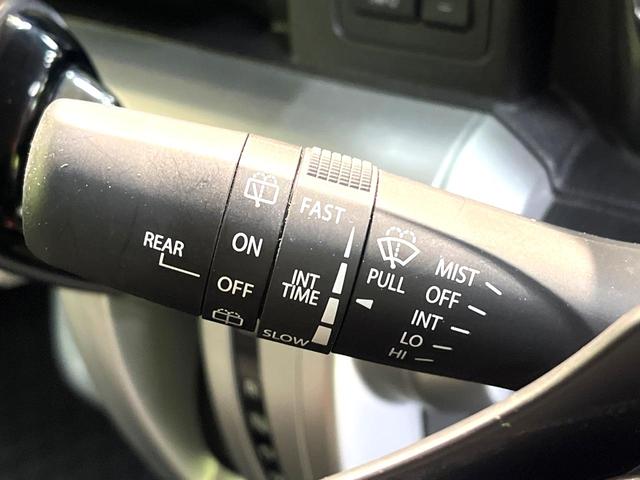 REAR
ON
OFF
FAST
INT
TIME
SLOW
PULL
MIST
OFF
INT
LO
HI